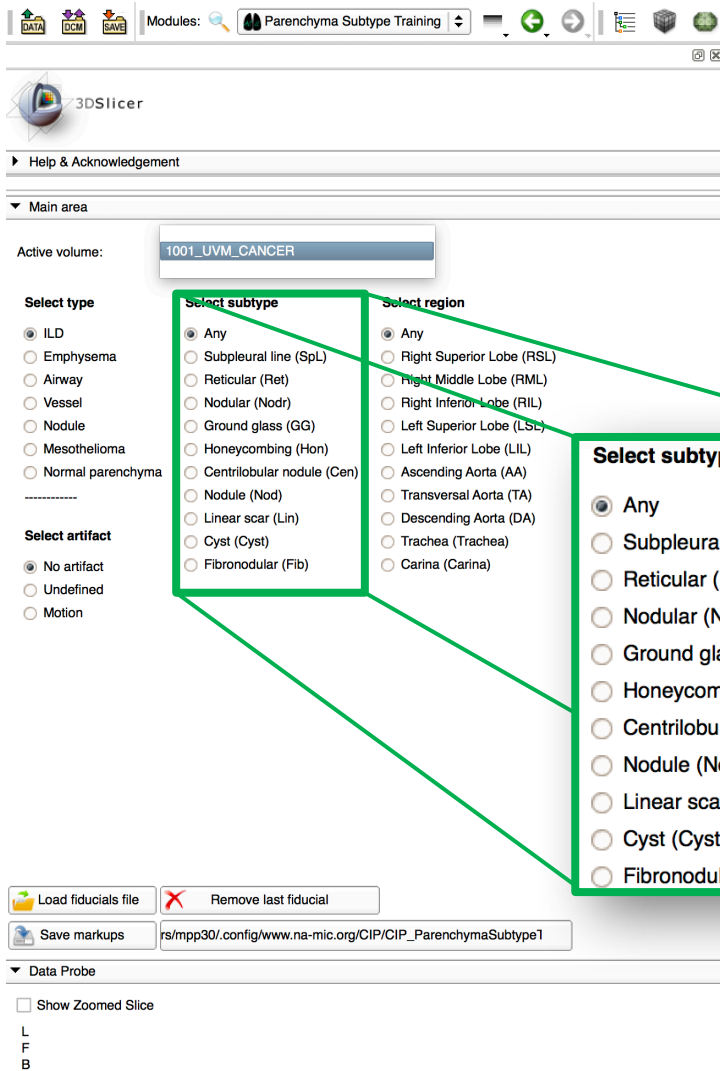 DATA DCM SAVE Modules: Parenchyma Subtype Training
3DSlicer
Help & Acknowledgement
Main area
Active volume: 1001_UVM_CANCER
Select type
ILD
Emphysema
Airway
Vessel
Nodule
Mesothelioma
Normal parenchyma
------------
Select artifact
No artifact
Undefined
Motion
Select subtype
Any
Subpleural line (SpL)
Reticular (Ret)
Nodular (Nodr)
Ground glass (GG)
Honeycombing (Hon)
Centrilobular nodule (Cen)
Nodule (Nod)
Linear scar (Lin)
Cyst (Cyst)
Fibronodular (Fib)
Select region
Any
Right Superior Lobe (RSL)
Right Middle Lobe (RML)
Right Inferior Lobe (RIL)
Left Superior Lobe (LSL)
Left Inferior Lobe (LIL)
Ascending Aorta (AA)
Transversal Aorta (TA)
Descending Aorta (DA)
Trachea (Trachea)
Carina (Carina)
Select subty
Any
Subpleura
Reticular (
Nodular (N
Ground gla
Honeycom
Centrilobu
Nodule (No
Linear scar
Cyst (Cyst
Fibronodul
Load fiducials file
Remove last fiducial
Save markups
rs/mpp30/.config/www.na-mic.org/CIP/CIP_ParenchymaSubtypeT
Data Probe
Show Zoomed Slice
L
F
B